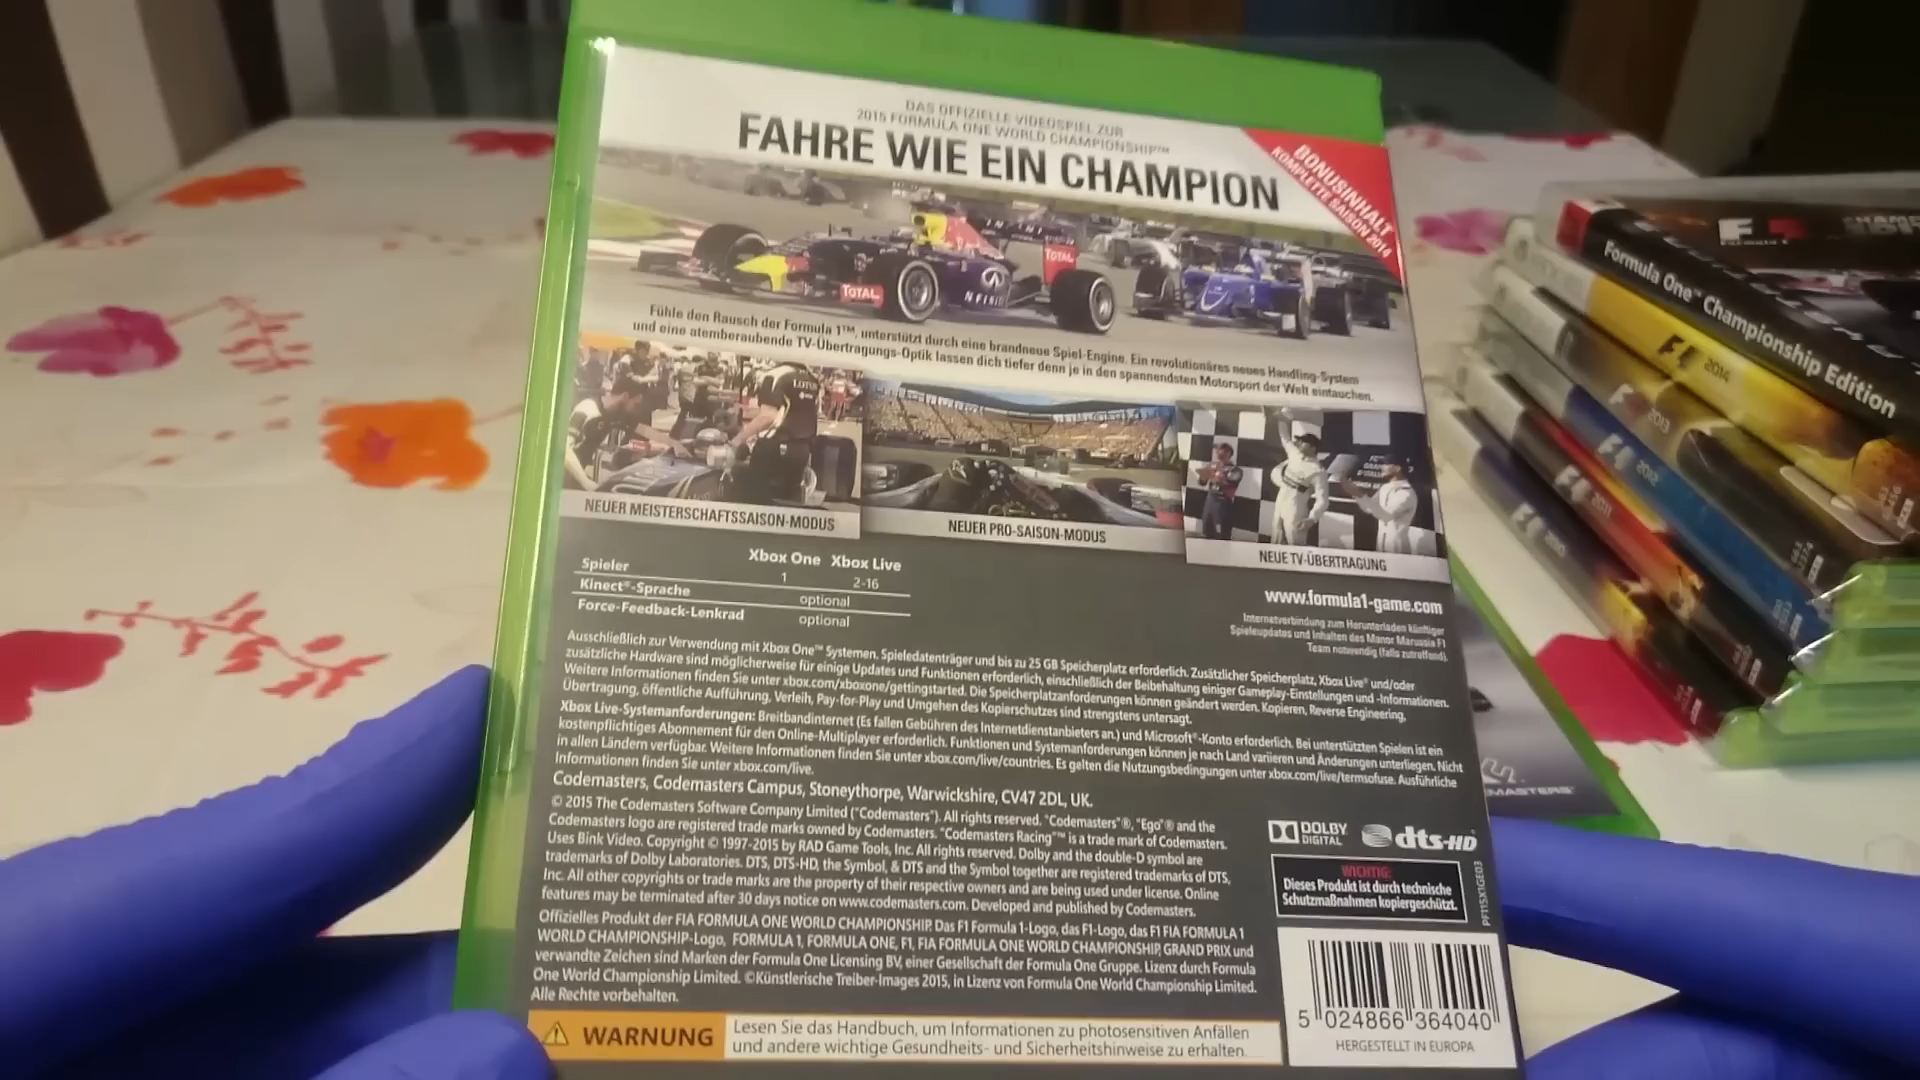 DAS OFFIZIELLE VIDEOSPIEL ZUR
2015 FORMULA ONE WORLD CHAMPIONSHIP™
FAHRE WIE EIN CHAMPION
BONUSINHALT
KOMPLETTE SAISON 2014
TOTAL
TOTAL
INFINITI
Fühle den Rausch der Formula 1™, unterstützt durch eine brandneue Spiel-Engine. Ein revolutionäres neues Handling-System
und eine atemberaubende TV-Übertragungs-Optik lassen dich tiefer denn je in den spannendsten Motorsport der Welt eintauchen.
LOTUS
NEUER MEISTERSCHAFTSSAISON-MODUS
NEUER PRO-SAISON-MODUS
NEUE TV-ÜBERTRAGUNG
Xbox One Xbox Live
Spieler 1 2-16
Kinect®-Sprache optional
Force-Feedback-Lenkrad optional
www.formula1-game.com
Internetverbindung zum Herunterladen künftiger
Spieleupdates und Inhalten des Manor Marussia F1
Team notwendig (falls zutreffend).
Ausschließlich zur Verwendung mit Xbox One™ Systemen. Spieledatenträger und bis zu 25 GB Speicherplatz erforderlich. Zusätzlicher Speicherplatz, Xbox Live® und/oder
zusätzliche Hardware sind möglicherweise für einige Updates und Funktionen erforderlich, einschließlich der Beibehaltung einiger Gameplay-Einstellungen und -Informationen.
Weitere Informationen finden Sie unter xbox.com/xboxone/gettingstarted. Die Speicherplatzanforderungen können geändert werden. Kopieren, Reverse Engineering,
Übertragung, öffentliche Aufführung, Verleih, Pay-for-Play und Umgehen des Kopierschutzes sind strengstens untersagt.
Xbox Live-Systemanforderungen: Breitbandinternet (Es fallen Gebühren des Internetdienstanbieters an.) und Microsoft®-Konto erforderlich. Bei unterstützten Spielen ist ein
kostenpflichtiges Abonnement für den Online-Multiplayer erforderlich. Funktionen und Systemanforderungen können je nach Land variieren und Änderungen unterliegen. Nicht
in allen Ländern verfügbar. Weitere Informationen finden Sie unter xbox.com/live/countries. Es gelten die Nutzungsbedingungen unter xbox.com/live/termsofuse. Ausführliche
Informationen finden Sie unter xbox.com/live.
Codemasters, Codemasters Campus, Stoneythorpe, Warwickshire, CV47 2DL, UK.
© 2015 The Codemasters Software Company Limited ("Codemasters"). All rights reserved. "Codemasters"®, "Ego"® and the
Codemasters logo are registered trade marks owned by Codemasters. "Codemasters Racing"™ is a trade mark of Codemasters.
Uses Bink Video. Copyright © 1997-2015 by RAD Game Tools, Inc. All rights reserved. Dolby and the double-D symbol are
trademarks of Dolby Laboratories. DTS, DTS-HD, the Symbol, & DTS and the Symbol together are registered trademarks of DTS,
Inc. All other copyrights or trade marks are the property of their respective owners and are being used under license. Online
features may be terminated after 30 days notice on www.codemasters.com. Developed and published by Codemasters.
Offizielles Produkt der FIA FORMULA ONE WORLD CHAMPIONSHIP. Das F1 Formula 1-Logo, das F1-Logo, das F1 FIA FORMULA 1
WORLD CHAMPIONSHIP-Logo, FORMULA 1, FORMULA ONE, F1, FIA FORMULA ONE WORLD CHAMPIONSHIP, GRAND PRIX und
verwandte Zeichen sind Marken der Formula One Licensing BV, einer Gesellschaft der Formula One Gruppe. Lizenz durch Formula
One World Championship Limited. ©Künstlerische Treiber-Images 2015, in Lizenz von Formula One World Championship Limited.
Alle Rechte vorbehalten.
DOLBY
DIGITAL
dts-HD
WICHTIG:
Dieses Produkt ist durch technische
Schutzmaßnahmen kopiergeschützt.
PF115X1GE03
5 024866 364040
HERGESTELLT IN EUROPA
WARNUNG
Lesen Sie das Handbuch, um Informationen zu photosensitiven Anfällen
und andere wichtige Gesundheits- und Sicherheitshinweise zu erhalten.
Formula One™ Championship Edition
F1 2014
F1 2013
F1 2012
F1 2011
F1 2010